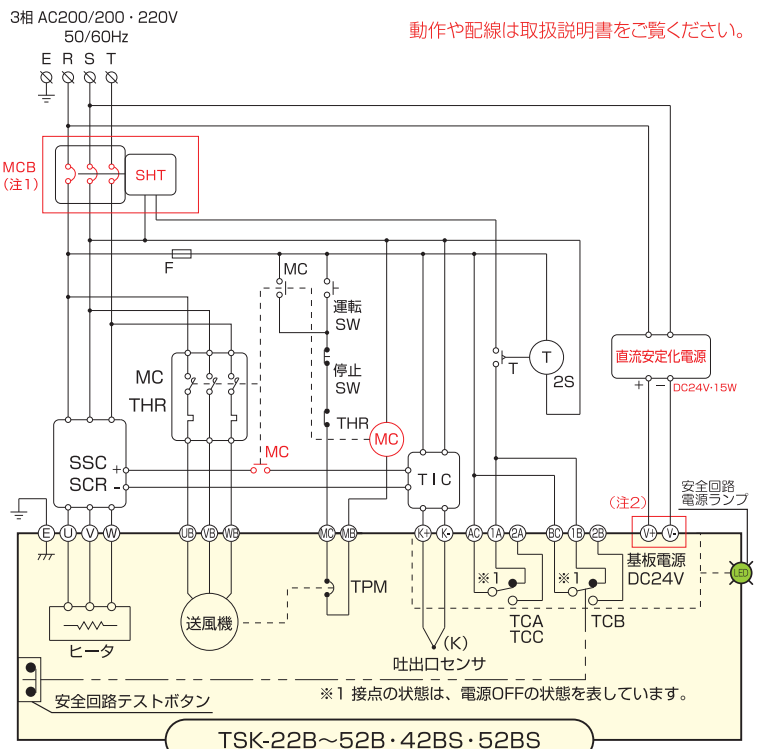 3相 AC200/200・220V
50/60Hz
動作や配線は取扱説明書をご覧ください。
E R S T
MCB
(注1)
SHT
F
MC
運転
SW
停止
SW
THR
MC
THR
MC
MC
T
T
2S
直流安定化電源
+ − DC24V・15W
SSC
SCR
+
-
TIC
(注2)
安全回路
電源ランプ
E U V W UB VB WB MC MB K+ K- AC 1A 2A BC 1B 2B V+ V-
基板電源
DC24V
LED
※1
※1
TPM
TCA
TCC
TCB
送風機
ヒータ
(K)
吐出口センサ
※1 接点の状態は、電源OFFの状態を表しています。
安全回路テストボタン
TSK-22B〜52B・42BS・52BS